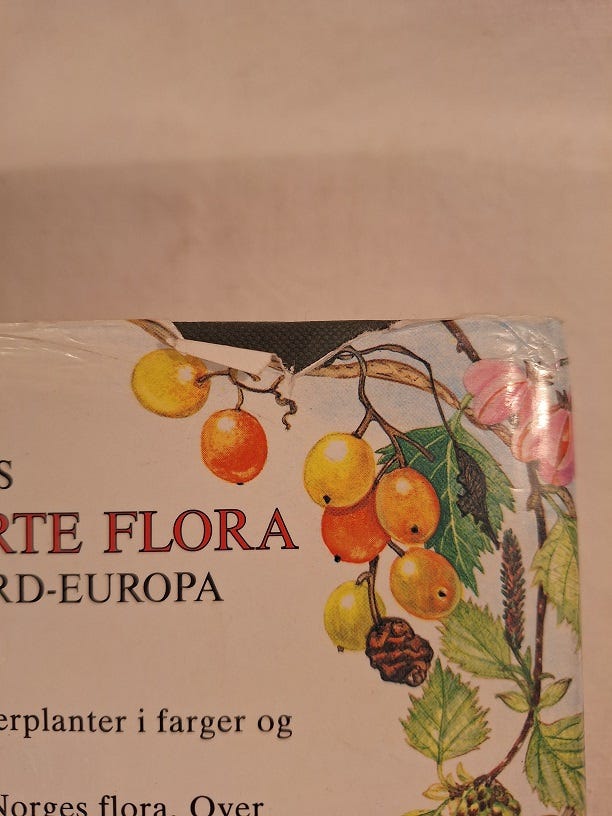 S
RTE FLORA
RD-EUROPA
erplanter i farger og
Norges flora. Over